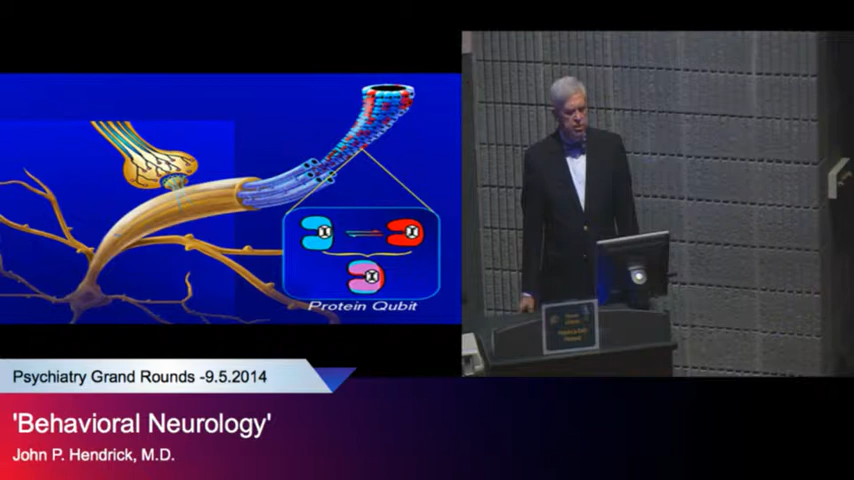 Protein Qubit
Psychiatry Grand Rounds -9.5.2014
'Behavioral Neurology'
John P. Hendrick, M.D.